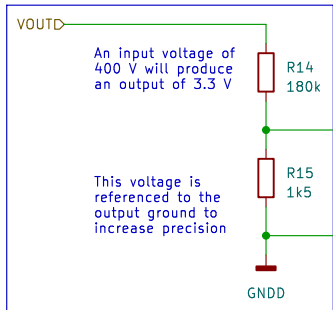 VOUT
An input voltage of
400 V will produce
an output of 3.3 V
R14
180k
This voltage is
referenced to the
output ground to
increase precision
R15
1k5
GNDD